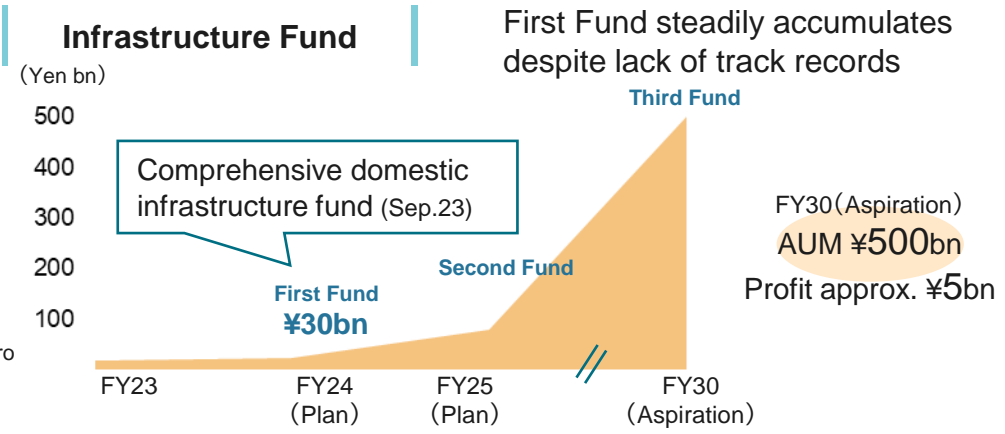 Infrastructure Fund
First Fund steadily accumulates
despite lack of track records
（Yen bn）
500
400
300
200
100
Third Fund
Comprehensive domestic
infrastructure fund (Sep.23)
Second Fund
First Fund
¥30bn
FY30（Aspiration）
AUM ¥500bn
Profit approx. ¥5bn
ro
FY23
FY24
（Plan）
FY25
（Plan）
FY30
（Aspiration）